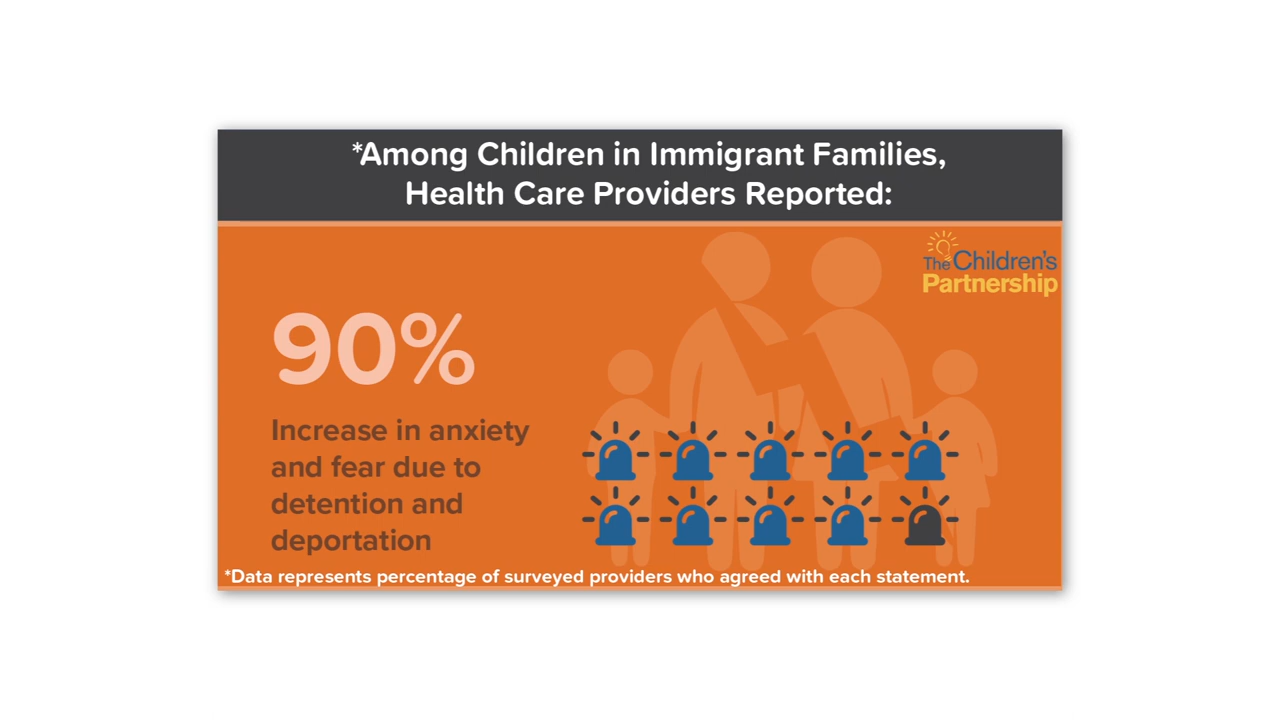 *Among Children in Immigrant Families,
Health Care Providers Reported:
The Children's
Partnership
90%
Increase in anxiety
and fear due to
detention and
deportation
*Data represents percentage of surveyed providers who agreed with each statement.